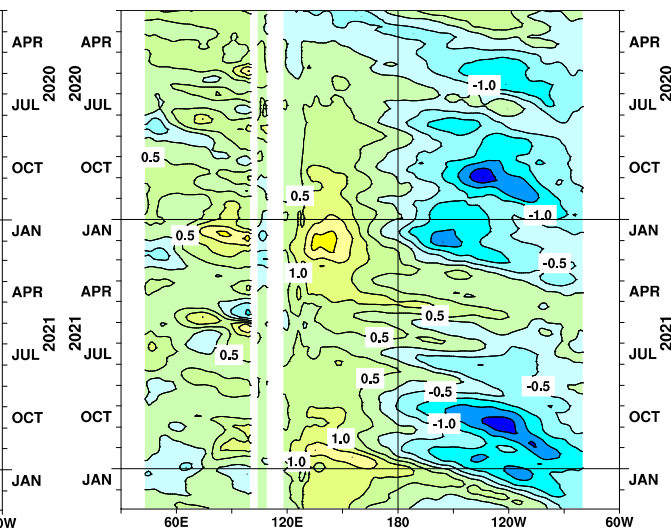 APR APR APR
2020 2020 2020
-1.0
JUL JUL JUL
0.5
OCT OCT OCT
0.5
-1.0
JAN 0.5 JAN JAN
-0.5
1.0
APR APR APR
0.5
2021 2021 2021
0.5
JUL JUL 0.5 JUL
0.5
-0.5 -0.5
OCT OCT -1.0 OCT
1.0
1.0
JAN JAN JAN
0W 60E 120E 180 120W 60W